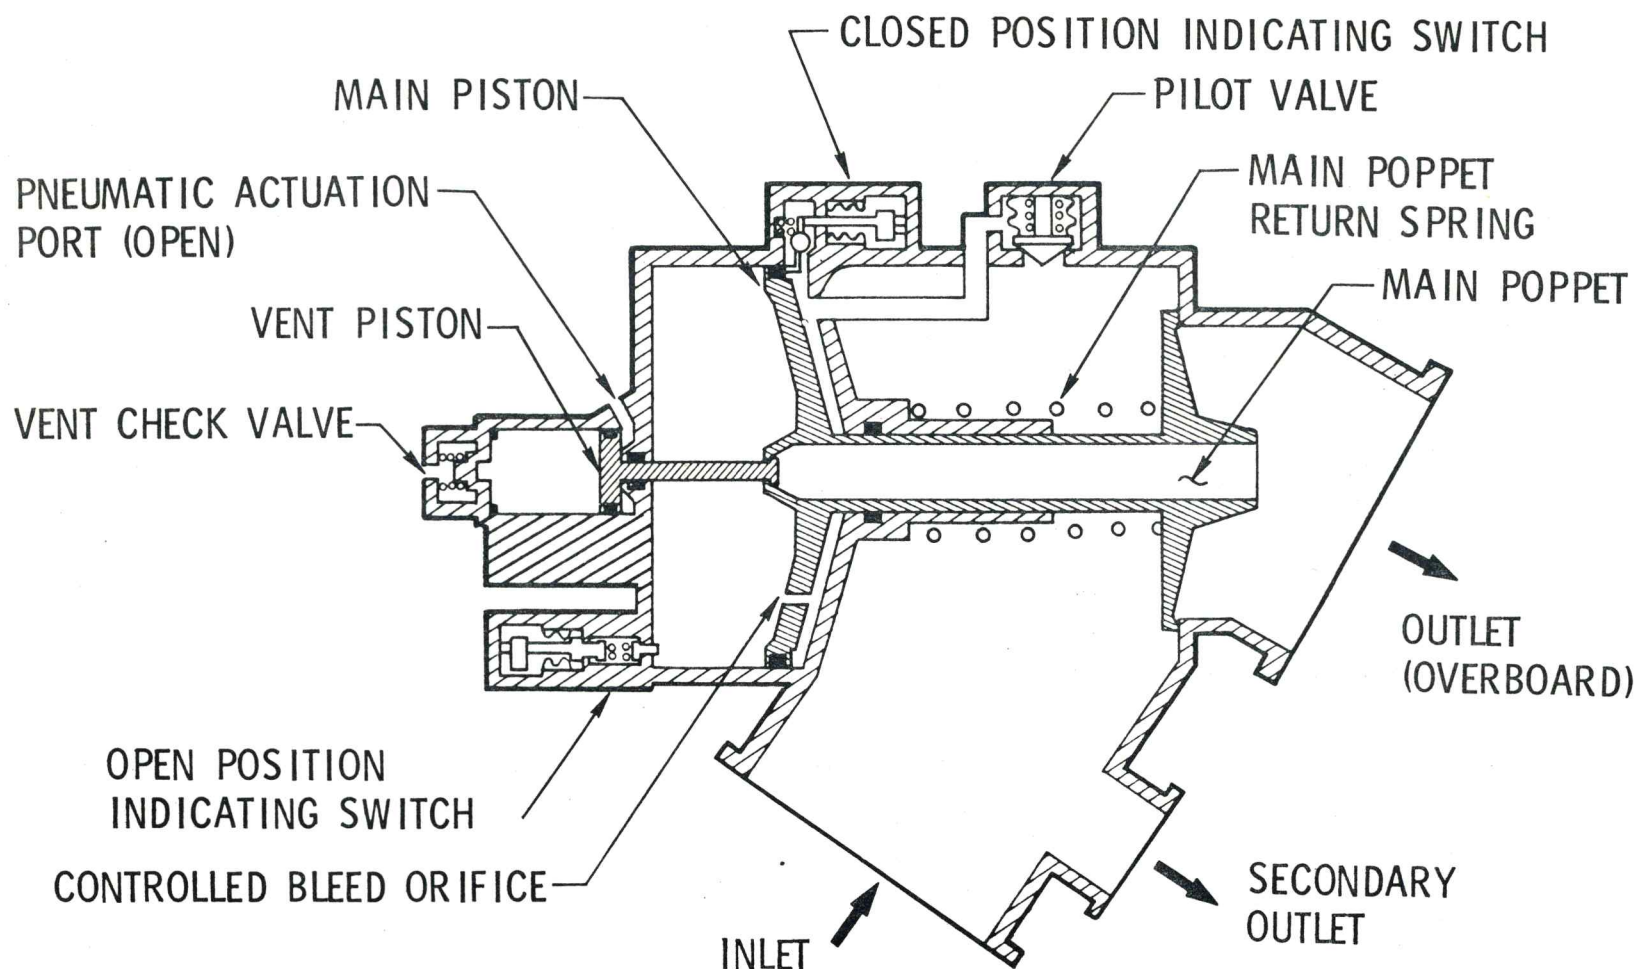 CLOSED POSITION INDICATING SWITCH
MAIN PISTON
PILOT VALVE
MAIN POPPET
RETURN SPRING
PNEUMATIC ACTUATION
PORT (OPEN)
MAIN POPPET
VENT PISTON
VENT CHECK VALVE
OUTLET
(OVERBOARD)
OPEN POSITION
INDICATING SWITCH
CONTROLLED BLEED ORIFICE
SECONDARY
OUTLET
INLET